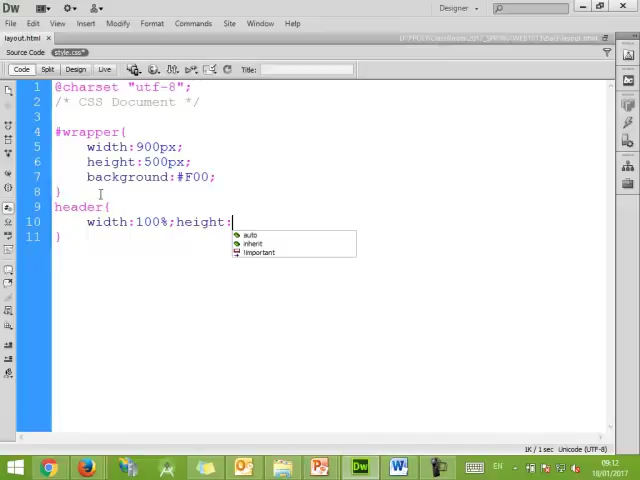 Dw
Designer
File Edit View Insert Modify Format Commands Site Window Help
layout.html
Source Code style.css*
Code Split Design Live Title:
1 @charset "utf-8";
2 /* CSS Document */
3
4 #wrapper{
5 width:900px;
6 height:500px;
7 background:#F00;
8 }
9 header{
10 width:100%;height:
11 }
auto
inherit
!important
1K / 1 sec Unicode (UTF-8)
Dw W EN 09:12
18/01/2017